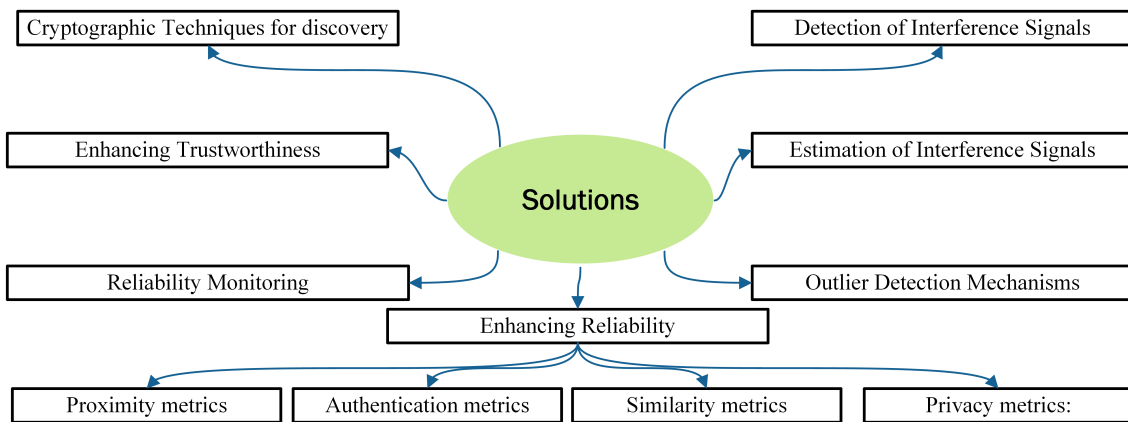 Cryptographic Techniques for discovery
Detection of Interference Signals
Enhancing Trustworthiness
Estimation of Interference Signals
Solutions
Reliability Monitoring
Outlier Detection Mechanisms
Enhancing Reliability
Proximity metrics
Authentication metrics
Similarity metrics
Privacy metrics: